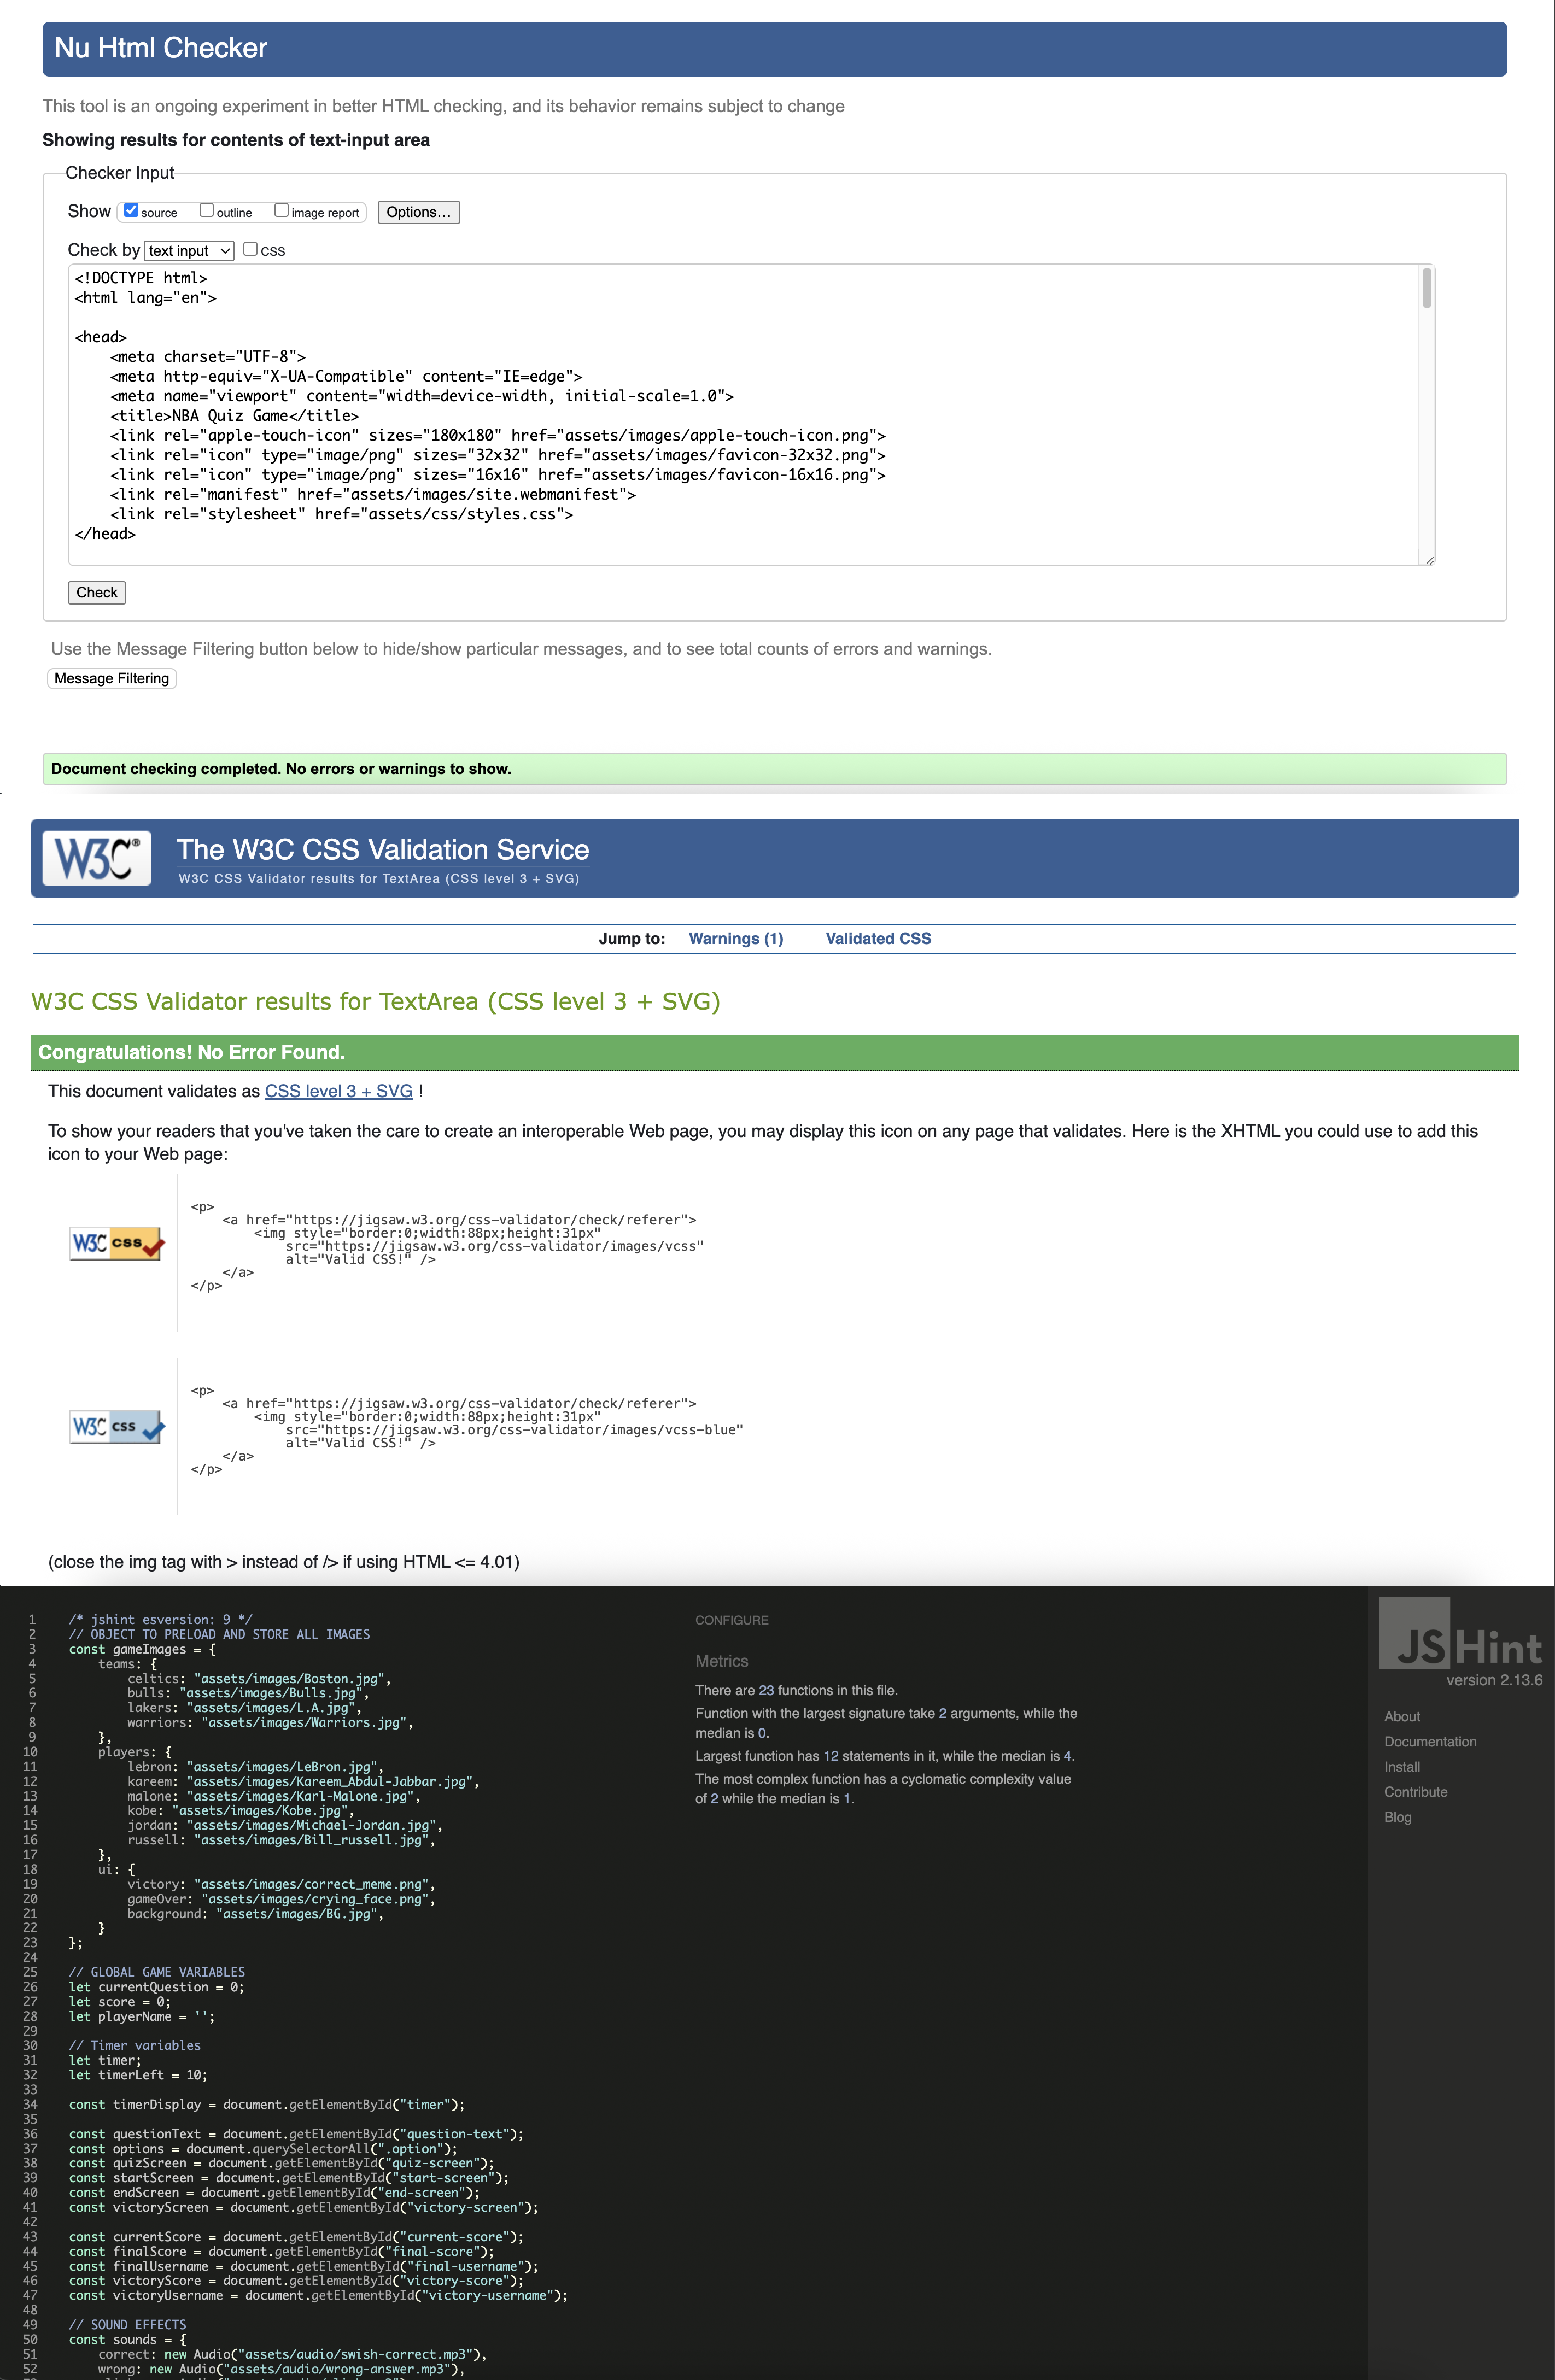 Nu Html Checker
This tool is an ongoing experiment in better HTML checking, and its behavior remains subject to change
Showing results for contents of text-input area
Checker Input
Show source outline image report Options...
Check by text input CSS
<!DOCTYPE html>
<html lang="en">
<head>
    <meta charset="UTF-8">
    <meta http-equiv="X-UA-Compatible" content="IE=edge">
    <meta name="viewport" content="width=device-width, initial-scale=1.0">
    <title>NBA Quiz Game</title>
    <link rel="apple-touch-icon" sizes="180x180" href="assets/images/apple-touch-icon.png">
    <link rel="icon" type="image/png" sizes="32x32" href="assets/images/favicon-32x32.png">
    <link rel="icon" type="image/png" sizes="16x16" href="assets/images/favicon-16x16.png">
    <link rel="manifest" href="assets/images/site.webmanifest">
    <link rel="stylesheet" href="assets/css/styles.css">
</head>
Check
Use the Message Filtering button below to hide/show particular messages, and to see total counts of errors and warnings.
Message Filtering
Document checking completed. No errors or warnings to show.
W3C® The W3C CSS Validation Service
W3C CSS Validator results for TextArea (CSS level 3 + SVG)
Jump to: Warnings (1) Validated CSS
W3C CSS Validator results for TextArea (CSS level 3 + SVG)
Congratulations! No Error Found.
This document validates as CSS level 3 + SVG !
To show your readers that you've taken the care to create an interoperable Web page, you may display this icon on any page that validates. Here is the XHTML you could use to add this
icon to your Web page:
W3C css
<p>
    <a href="https://jigsaw.w3.org/css-validator/check/referer">
        <img style="border:0;width:88px;height:31px"
            src="https://jigsaw.w3.org/css-validator/images/vcss"
            alt="Valid CSS!" />
    </a>
</p>
W3C css
<p>
    <a href="https://jigsaw.w3.org/css-validator/check/referer">
        <img style="border:0;width:88px;height:31px"
            src="https://jigsaw.w3.org/css-validator/images/vcss-blue"
            alt="Valid CSS!" />
    </a>
</p>
(close the img tag with > instead of /> if using HTML <= 4.01)
1 /* jshint esversion: 9 */
2 // OBJECT TO PRELOAD AND STORE ALL IMAGES
3 const gameImages = {
4     teams: {
5         celtics: "assets/images/Boston.jpg",
6         bulls: "assets/images/Bulls.jpg",
7         lakers: "assets/images/L.A.jpg",
8         warriors: "assets/images/Warriors.jpg",
9     },
10     players: {
11         lebron: "assets/images/LeBron.jpg",
12         kareem: "assets/images/Kareem_Abdul-Jabbar.jpg",
13         malone: "assets/images/Karl-Malone.jpg",
14         kobe: "assets/images/Kobe.jpg",
15         jordan: "assets/images/Michael-Jordan.jpg",
16         russell: "assets/images/Bill_russell.jpg",
17     },
18     ui: {
19         victory: "assets/images/correct_meme.png",
20         gameOver: "assets/images/crying_face.png",
21         background: "assets/images/BG.jpg",
22     }
23 };
24
25 // GLOBAL GAME VARIABLES
26 let currentQuestion = 0;
27 let score = 0;
28 let playerName = '';
29
30 // Timer variables
31 let timer;
32 let timerLeft = 10;
33
34 const timerDisplay = document.getElementById("timer");
35
36 const questionText = document.getElementById("question-text");
37 const options = document.querySelectorAll(".option");
38 const quizScreen = document.getElementById("quiz-screen");
39 const startScreen = document.getElementById("start-screen");
40 const endScreen = document.getElementById("end-screen");
41 const victoryScreen = document.getElementById("victory-screen");
42
43 const currentScore = document.getElementById("current-score");
44 const finalScore = document.getElementById("final-score");
45 const finalUsername = document.getElementById("final-username");
46 const victoryScore = document.getElementById("victory-score");
47 const victoryUsername = document.getElementById("victory-username");
48
49 // SOUND EFFECTS
50 const sounds = {
51     correct: new Audio("assets/audio/swish-correct.mp3"),
52     wrong: new Audio("assets/audio/wrong-answer.mp3"),
CONFIGURE
Metrics
There are 23 functions in this file.
Function with the largest signature take 2 arguments, while the
median is 0.
Largest function has 12 statements in it, while the median is 4.
The most complex function has a cyclomatic complexity value
of 2 while the median is 1.
JSHint
version 2.13.6
About
Documentation
Install
Contribute
Blog